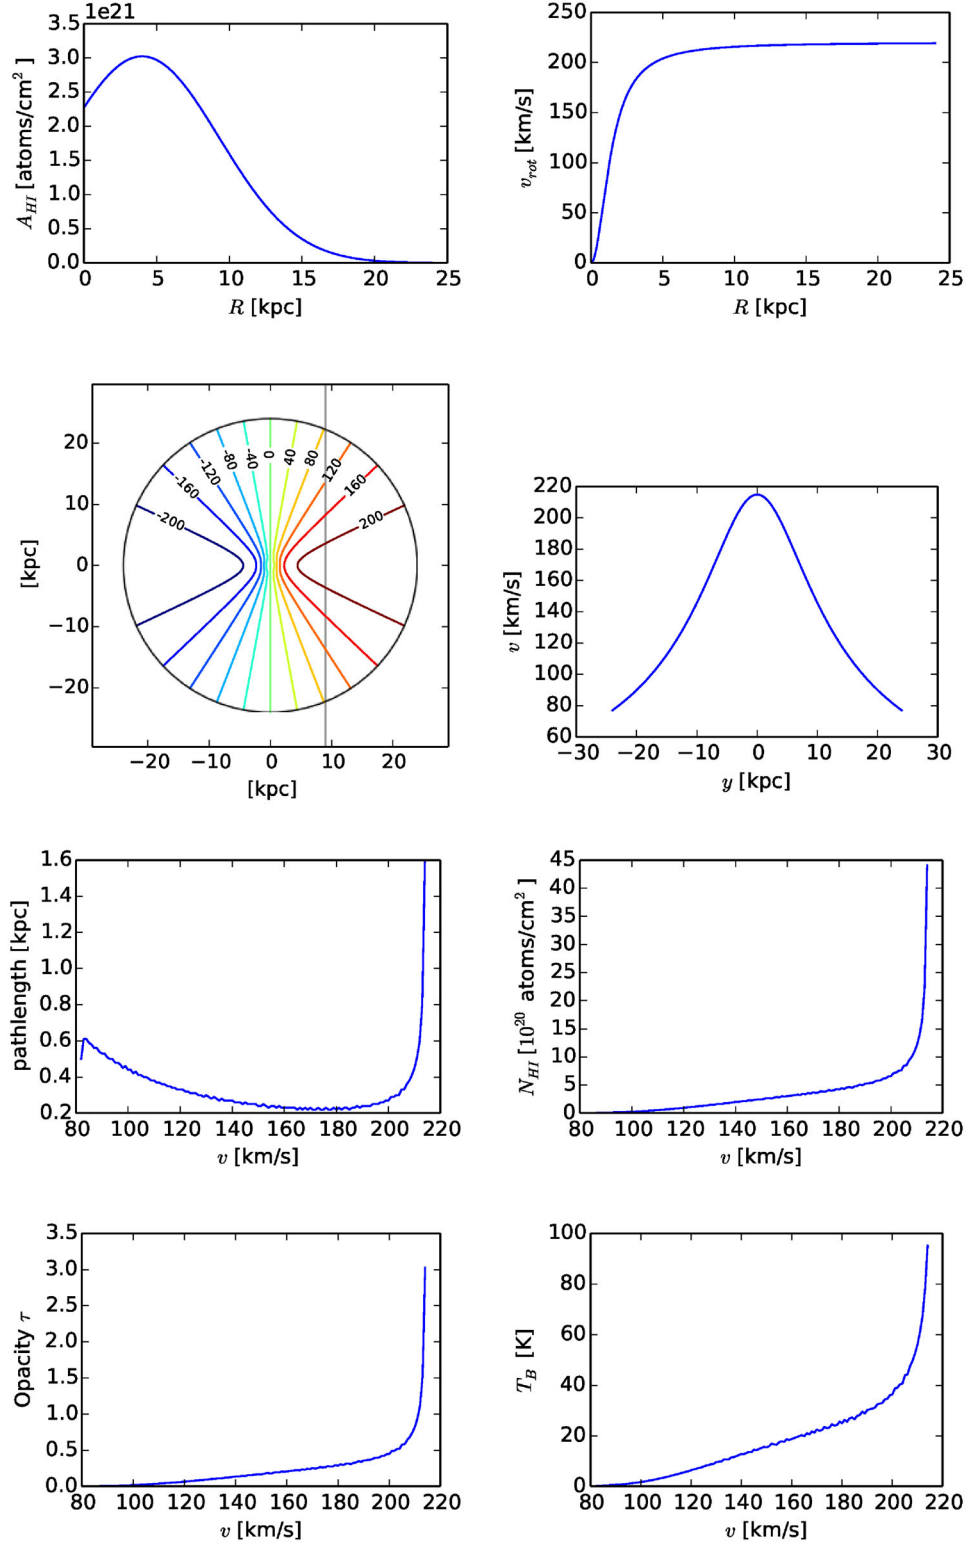 1e21
3.5
3.0
2.5
2.0
1.5
1.0
0.5
0.0
0 5 10 15 20 25
R [kpc]
A_HI [atoms/cm²]
250
200
150
100
50
0
0 5 10 15 20 25
R [kpc]
v_rot [km/s]
20
10
0
−10
−20
[kpc]
-200 -160 -120 -80 -40 0 40 80 120 160 200
−20 −10 0 10 20
[kpc]
220
200
180
160
140
120
100
80
60
v [km/s]
−30 −20 −10 0 10 20 30
y [kpc]
1.6
1.4
1.2
1.0
0.8
0.6
0.4
0.2
pathlength [kpc]
80 100 120 140 160 180 200 220
v [km/s]
45
40
35
30
25
20
15
10
5
0
N_HI [10²⁰ atoms/cm²]
80 100 120 140 160 180 200 220
v [km/s]
3.5
3.0
2.5
2.0
1.5
1.0
0.5
0.0
Opacity τ
80 100 120 140 160 180 200 220
v [km/s]
100
80
60
40
20
0
T_B [K]
80 100 120 140 160 180 200 220
v [km/s]